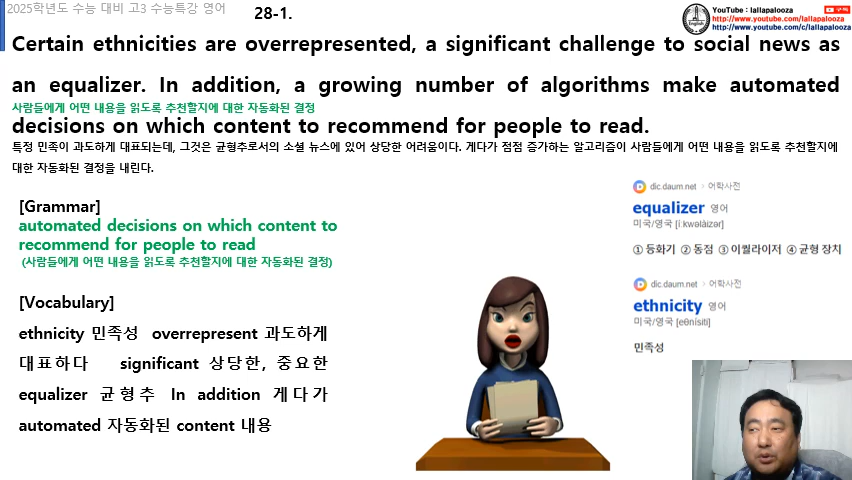 2025학년도 수능 대비 고3 수능특강 영어
28-1.
YouTube : lallapalooza
구독
http://www.youtube.com/lallapalooza
http://www.youtube.com/c/lallapalooza
English
Certain ethnicities are overrepresented, a significant challenge to social news as
an equalizer. In addition, a growing number of algorithms make automated
사람들에게 어떤 내용을 읽도록 추천할지에 대한 자동화된 결정
decisions on which content to recommend for people to read.
특정 민족이 과도하게 대표되는데, 그것은 균형추로서의 소셜 뉴스에 있어 상당한 어려움이다. 게다가 점점 증가하는 알고리즘이 사람들에게 어떤 내용을 읽도록 추천할지에
대한 자동화된 결정을 내린다.
[Grammar]
automated decisions on which content to
recommend for people to read
(사람들에게 어떤 내용을 읽도록 추천할지에 대한 자동화된 결정)
[Vocabulary]
ethnicity 민족성 overrepresent 과도하게
대표하다 significant 상당한, 중요한
equalizer 균형추 In addition 게다가
automated 자동화된 content 내용
dic.daum.net › 어학사전
equalizer 영어
미국/영국 [íːkwəlàizər]
① 등화기 ② 동점 ③ 이퀄라이저 ④ 균형 장치
dic.daum.net › 어학사전
ethnicity 영어
미국/영국 [eθnísiti]
민족성